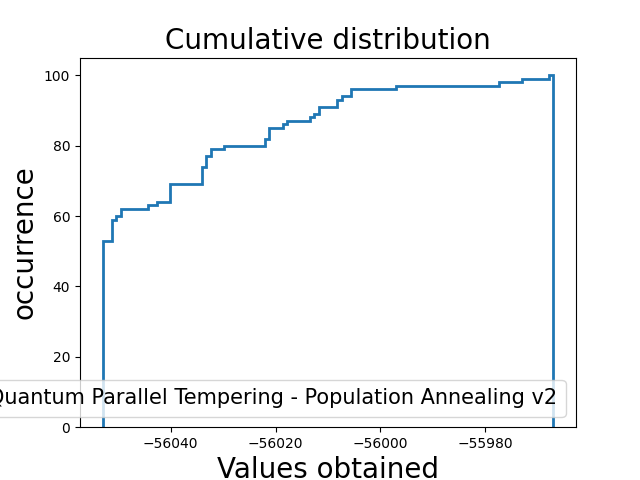 Cumulative distribution
100
80
60
40
20
0
occurrence
Parallel Tempering - Population Annealing v2
−56040 −56020 −56000 −55980
Values obtained